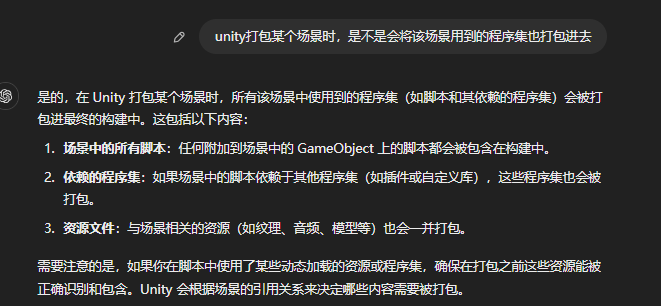 unity打包某个场景时，是不是会将该场景用到的程序集也打包进去
是的，在 Unity 打包某个场景时，所有该场景中使用到的程序集（如脚本和其依赖的程序集）会被打
包进最终的构建中。这包括以下内容：
1. 场景中的所有脚本：任何附加到场景中的 GameObject 上的脚本都会被包含在构建中。
2. 依赖的程序集：如果场景中的脚本依赖于其他程序集（如插件或自定义库），这些程序集也会被
打包。
3. 资源文件：与场景相关的资源（如纹理、音频、模型等）也会一并打包。
需要注意的是，如果你在脚本中使用了某些动态加载的资源或程序集，确保在打包之前这些资源能被
正确识别和包含。Unity 会根据场景的引用关系来决定哪些内容需要被打包。